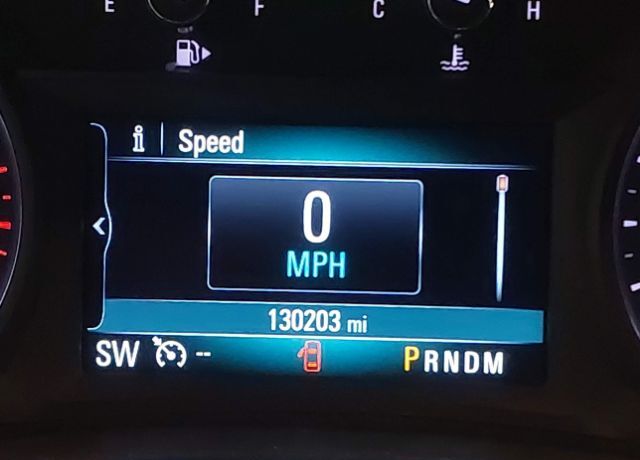 E F C H
i Speed
0
MPH
130203 mi
SW -- PRNDM